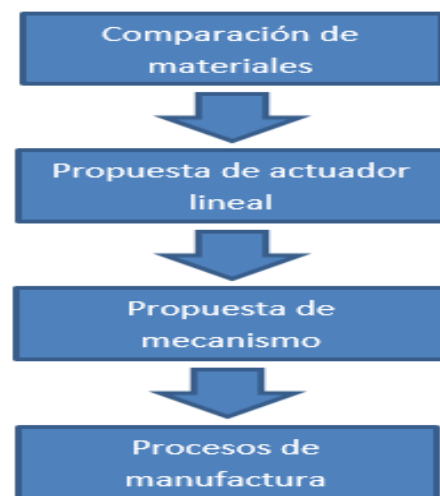 Comparación de
materiales
Propuesta de actuador
lineal
Propuesta de
mecanismo
Procesos de
manufactura